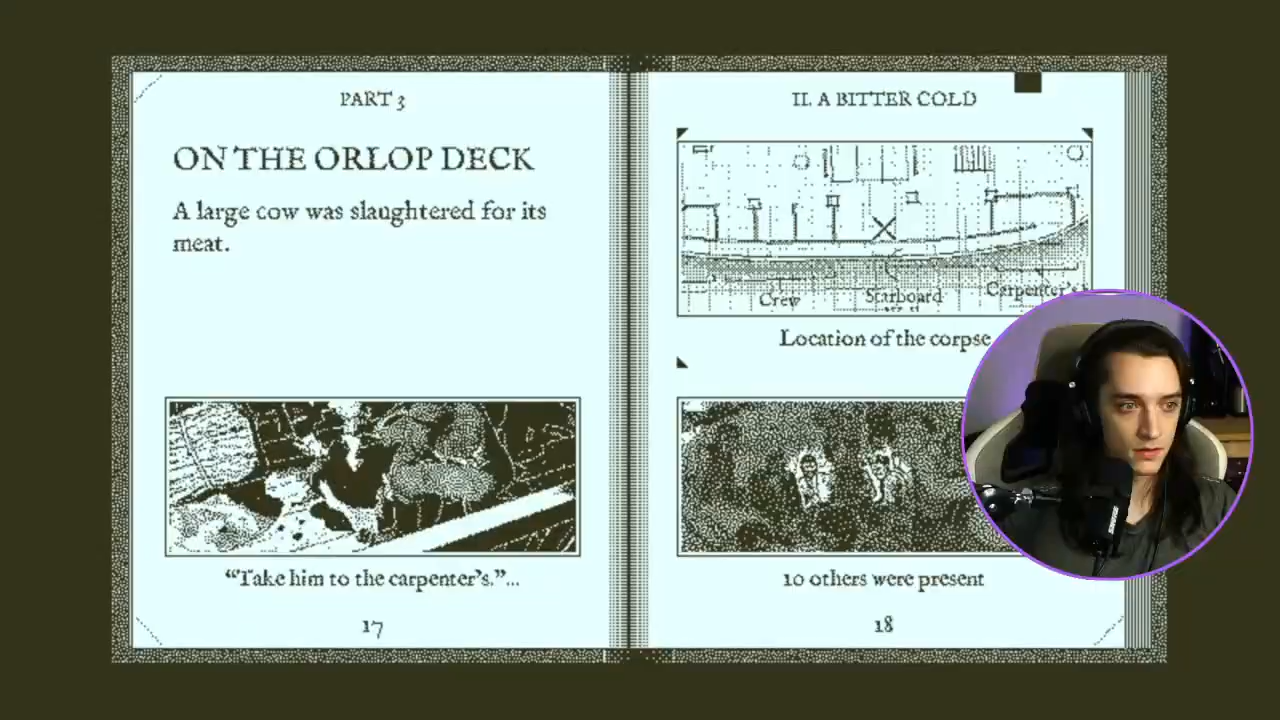 PART 3
ON THE ORLOP DECK
A large cow was slaughtered for its
meat.
“Take him to the carpenter’s.”...
17
II. A BITTER COLD
Crew
Starboard
Carpenter's
Location of the corpse
10 others were present
18